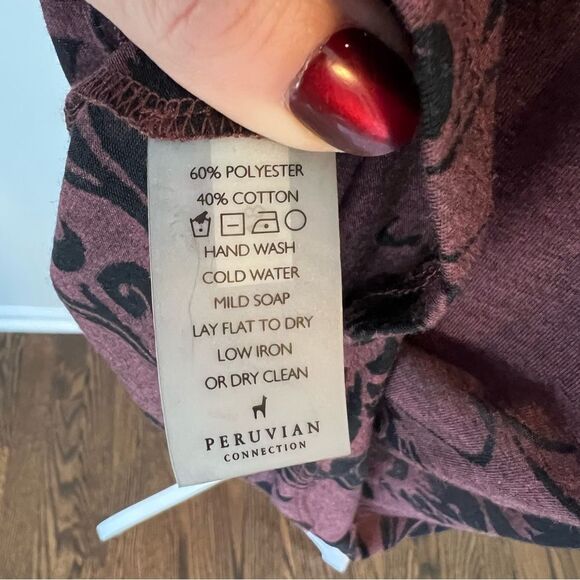 60% POLYESTER
40% COTTON
HAND WASH
COLD WATER
MILD SOAP
LAY FLAT TO DRY
LOW IRON
OR DRY CLEAN
PERUVIAN
CONNECTION